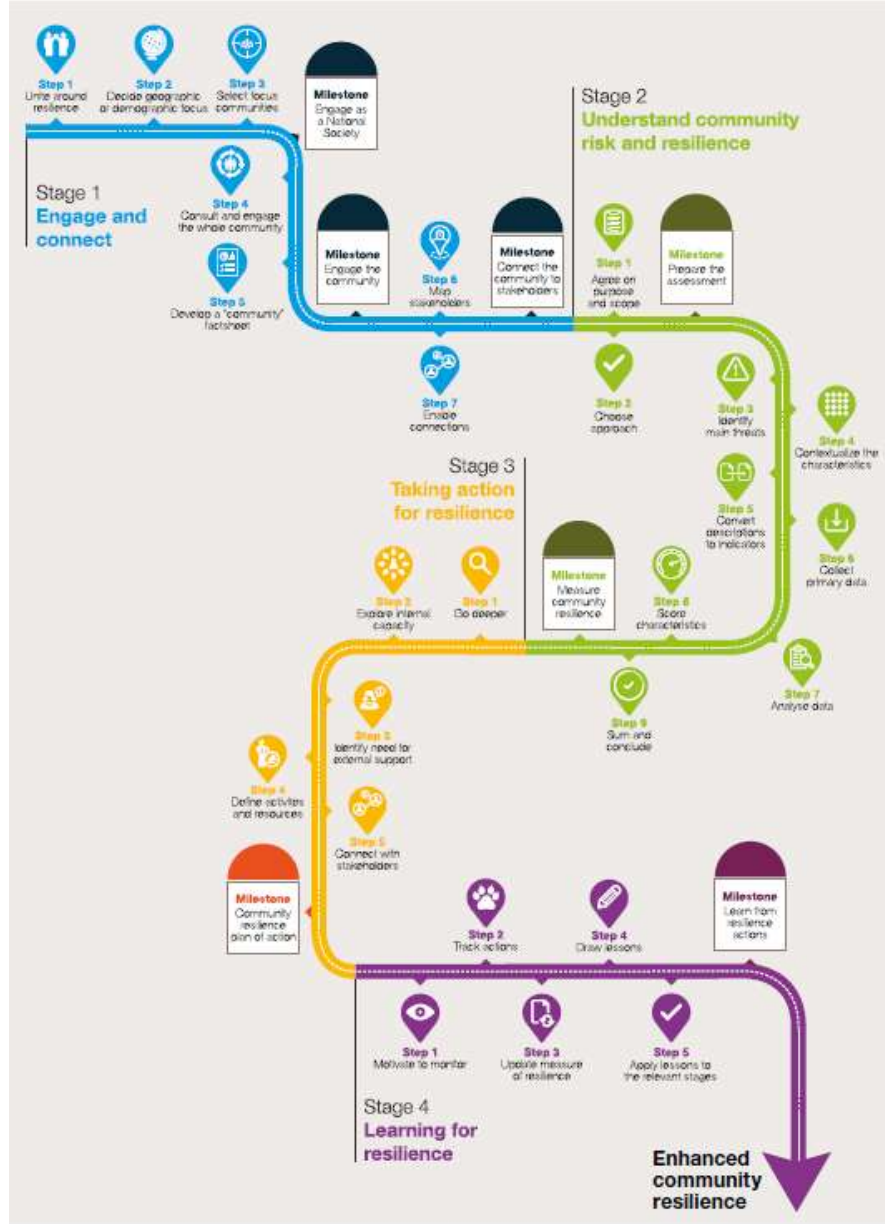 Step 1
Unite around
resilience
Step 2
Decide geographic
or demographic focus
Step 3
Select focus
communities
Milestone
Engage as
a National
Society
Stage 1
Engage and
connect
Step 4
Consult and engage
the whole community
Step 5
Develop a "community"
factsheet
Milestone
Engage the
community
Step 6
Map
stakeholders
Step 7
Enable
connections
Milestone
Connect the
community to
stakeholders
Stage 2
Understand community
risk and resilience
Step 1
Agree on
purpose
and scope
Step 2
Choose
approach
Milestone
Prepare the
assessment
Step 3
Identify
main threats
Step 4
Contextualize the
characteristics
Step 5
Convert
descriptions
to indicators
Step 6
Collect
primary data
Step 7
Analyse data
Step 8
Score
characteristics
Step 9
Sum and
conclude
Milestone
Measure
community
resilience
Stage 3
Taking action
for resilience
Step 1
Go deeper
Step 2
Explore internal
capacity
Step 3
Identify need for
external support
Step 4
Define activites
and resources
Step 5
Connect with
stakeholders
Milestone
Community
resilience
plan of action
Stage 4
Learning for
resilience
Step 1
Motivate to monitor
Step 2
Track actions
Step 3
Update measure
of resilience
Step 4
Draw lessons
Step 5
Apply lessons to
the relevant stages
Milestone
Learn from
resilience
actions
Enhanced
community
resilience